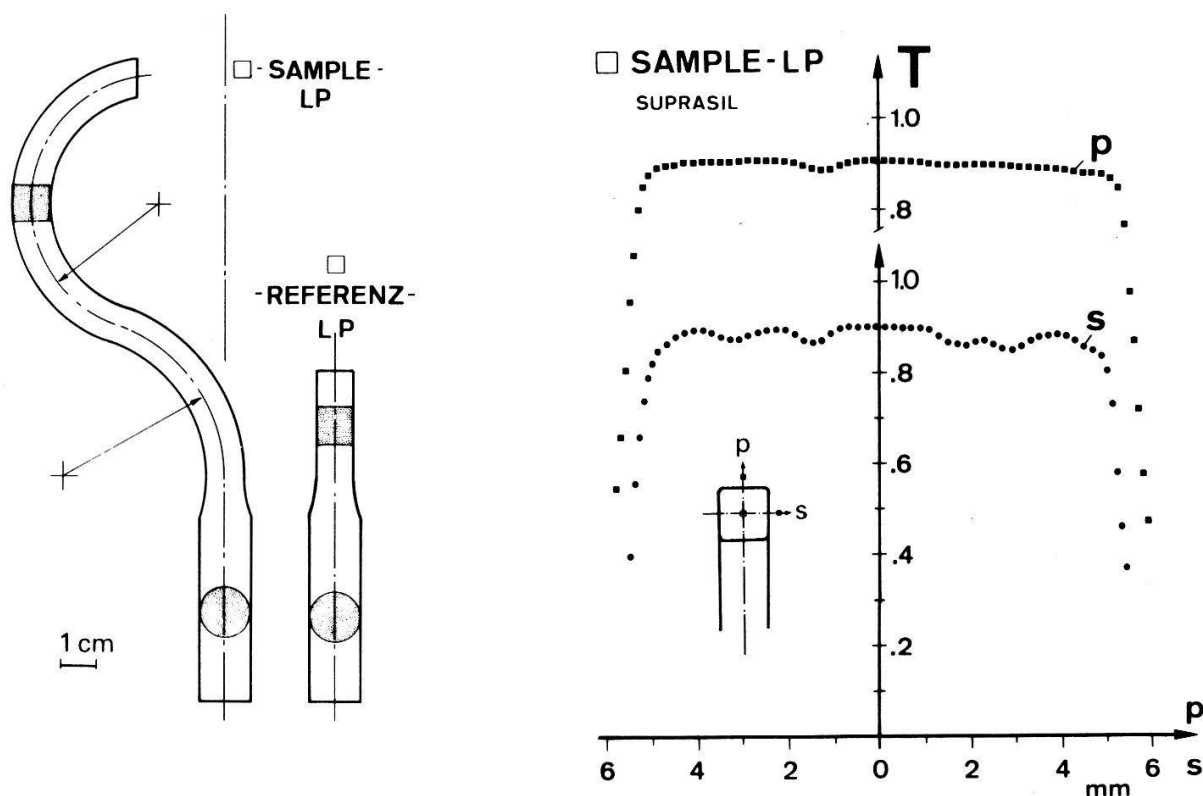 □ - SAMPLE -
LP
□
- REFERENZ -
LP
1 cm
□ SAMPLE - LP
SUPRASIL
T
1.0
p
.8
1.0
s
.8
.6
.4
.2
p
s
p
6 4 2 0 2 4 6 s
mm